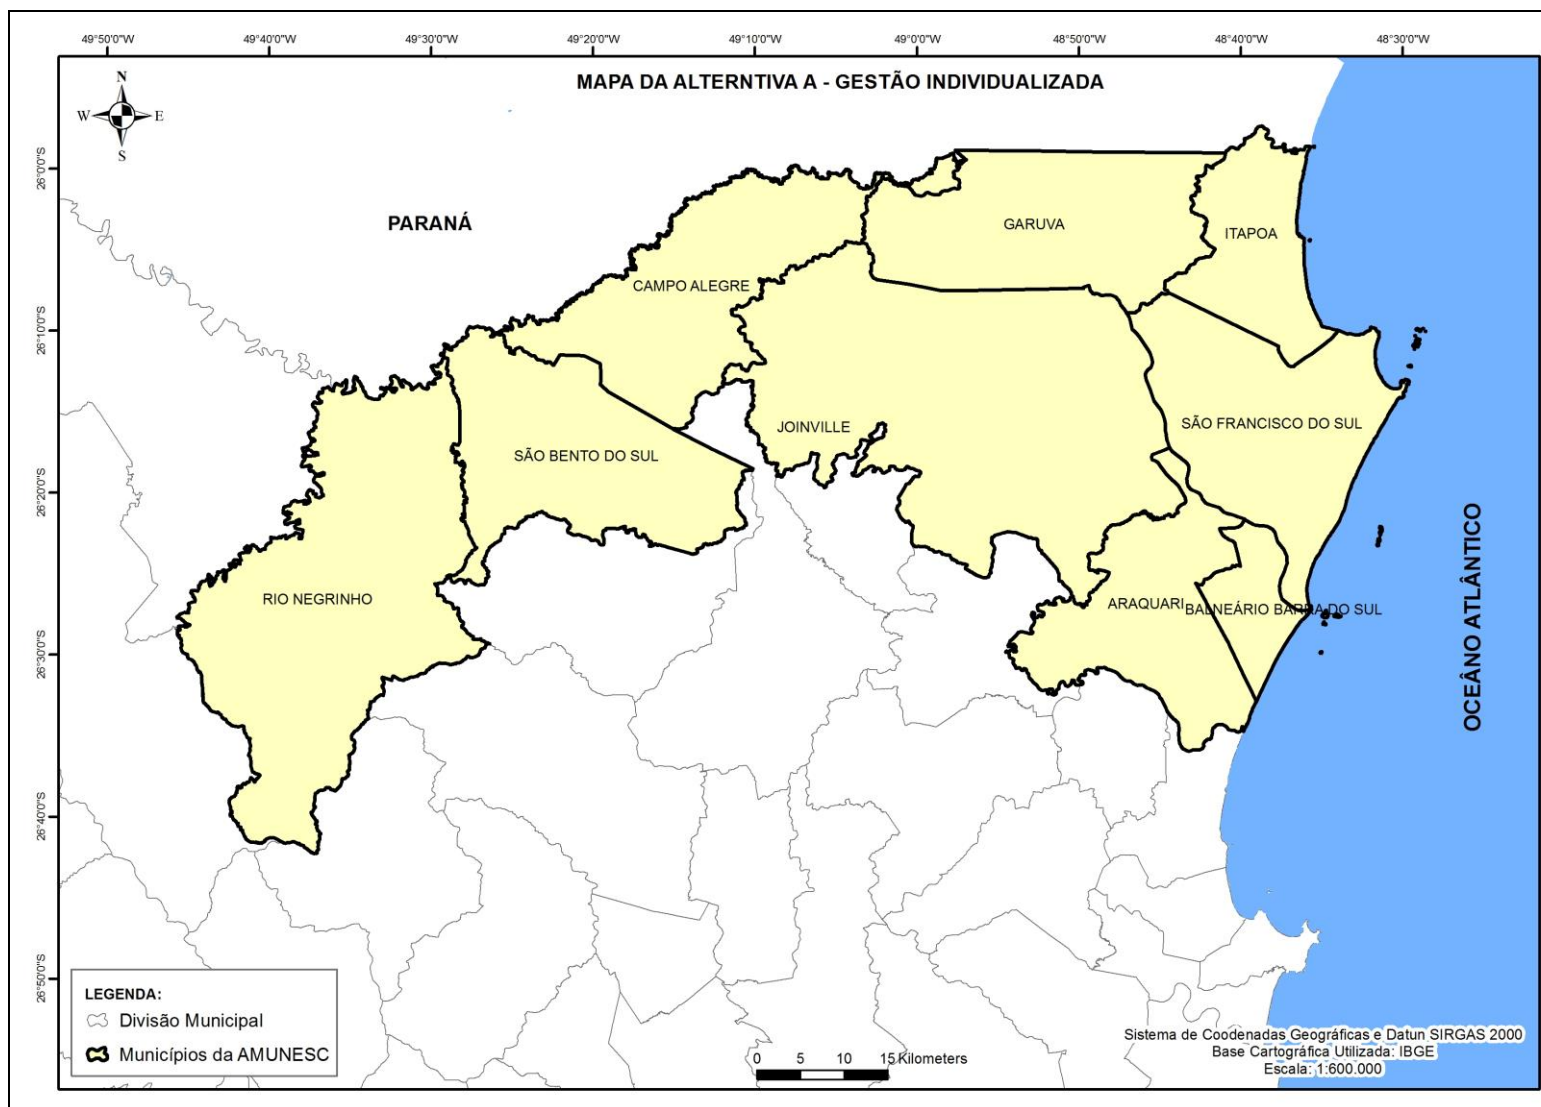 49°50'0"W 49°40'0"W 49°30'0"W 49°20'0"W 49°10'0"W 49°0'0"W 48°50'0"W 48°40'0"W 48°30'0"W
MAPA DA ALTERNTIVA A - GESTÃO INDIVIDUALIZADA
N
W E
S
26°0'0"S
PARANÁ
GARUVA
ITAPOA
CAMPO ALEGRE
26°10'0"S
SÃO FRANCISCO DO SUL
JOINVILLE
SÃO BENTO DO SUL
26°20'0"S
OCEÂNO ATLÂNTICO
RIO NEGRINHO
ARAQUARI
BALNEÁRIO BARRA DO SUL
26°30'0"S
26°40'0"S
26°50'0"S
LEGENDA:
Divisão Municipal
Municípios da AMUNESC
0 5 10 15 Kilometers
Sistema de Coodenadas Geográficas e Datun SIRGAS 2000
Base Cartográfica Utilizada: IBGE
Escala: 1:600.000